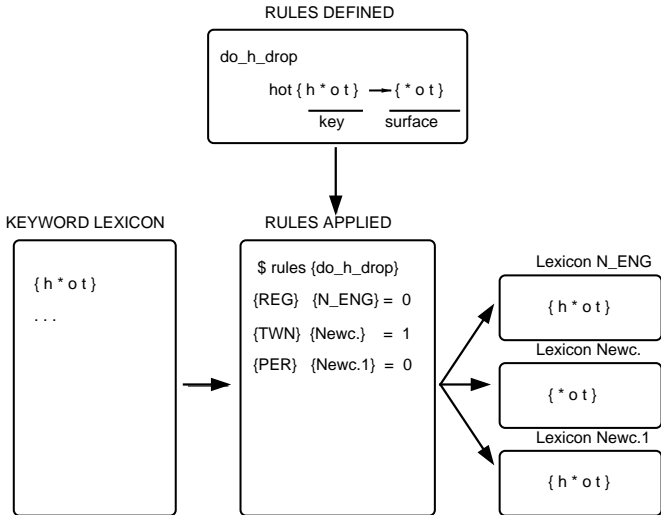 RULES DEFINED
do_h_drop
hot { h * o t } → { * o t }
key surface
KEYWORD LEXICON
{ h * o t }
. . .
RULES APPLIED
$ rules {do_h_drop}
{REG} {N_ENG} = 0
{TWN} {Newc.} = 1
{PER} {Newc.1} = 0
Lexicon N_ENG
{ h * o t }
Lexicon Newc.
{ * o t }
Lexicon Newc.1
{ h * o t }